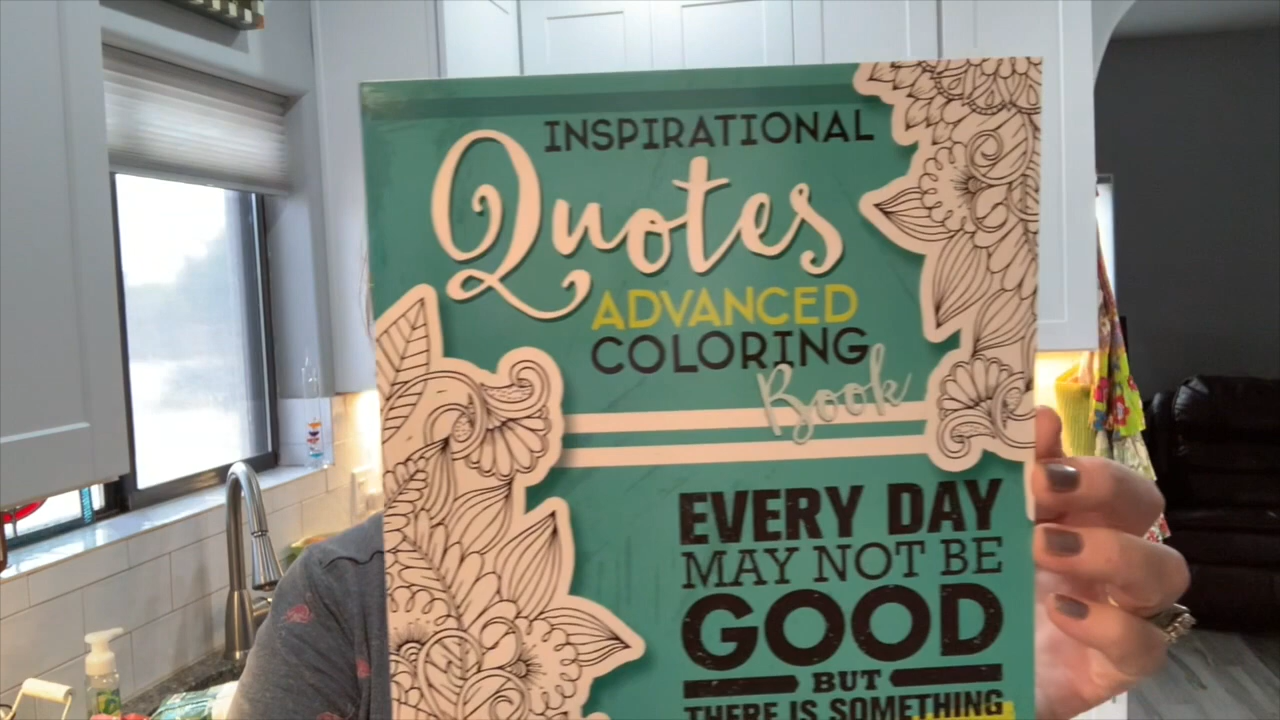 INSPIRATIONAL
Quotes
ADVANCED
COLORING
Book
EVERY DAY
MAY NOT BE
GOOD
BUT
THERE IS SOMETHING